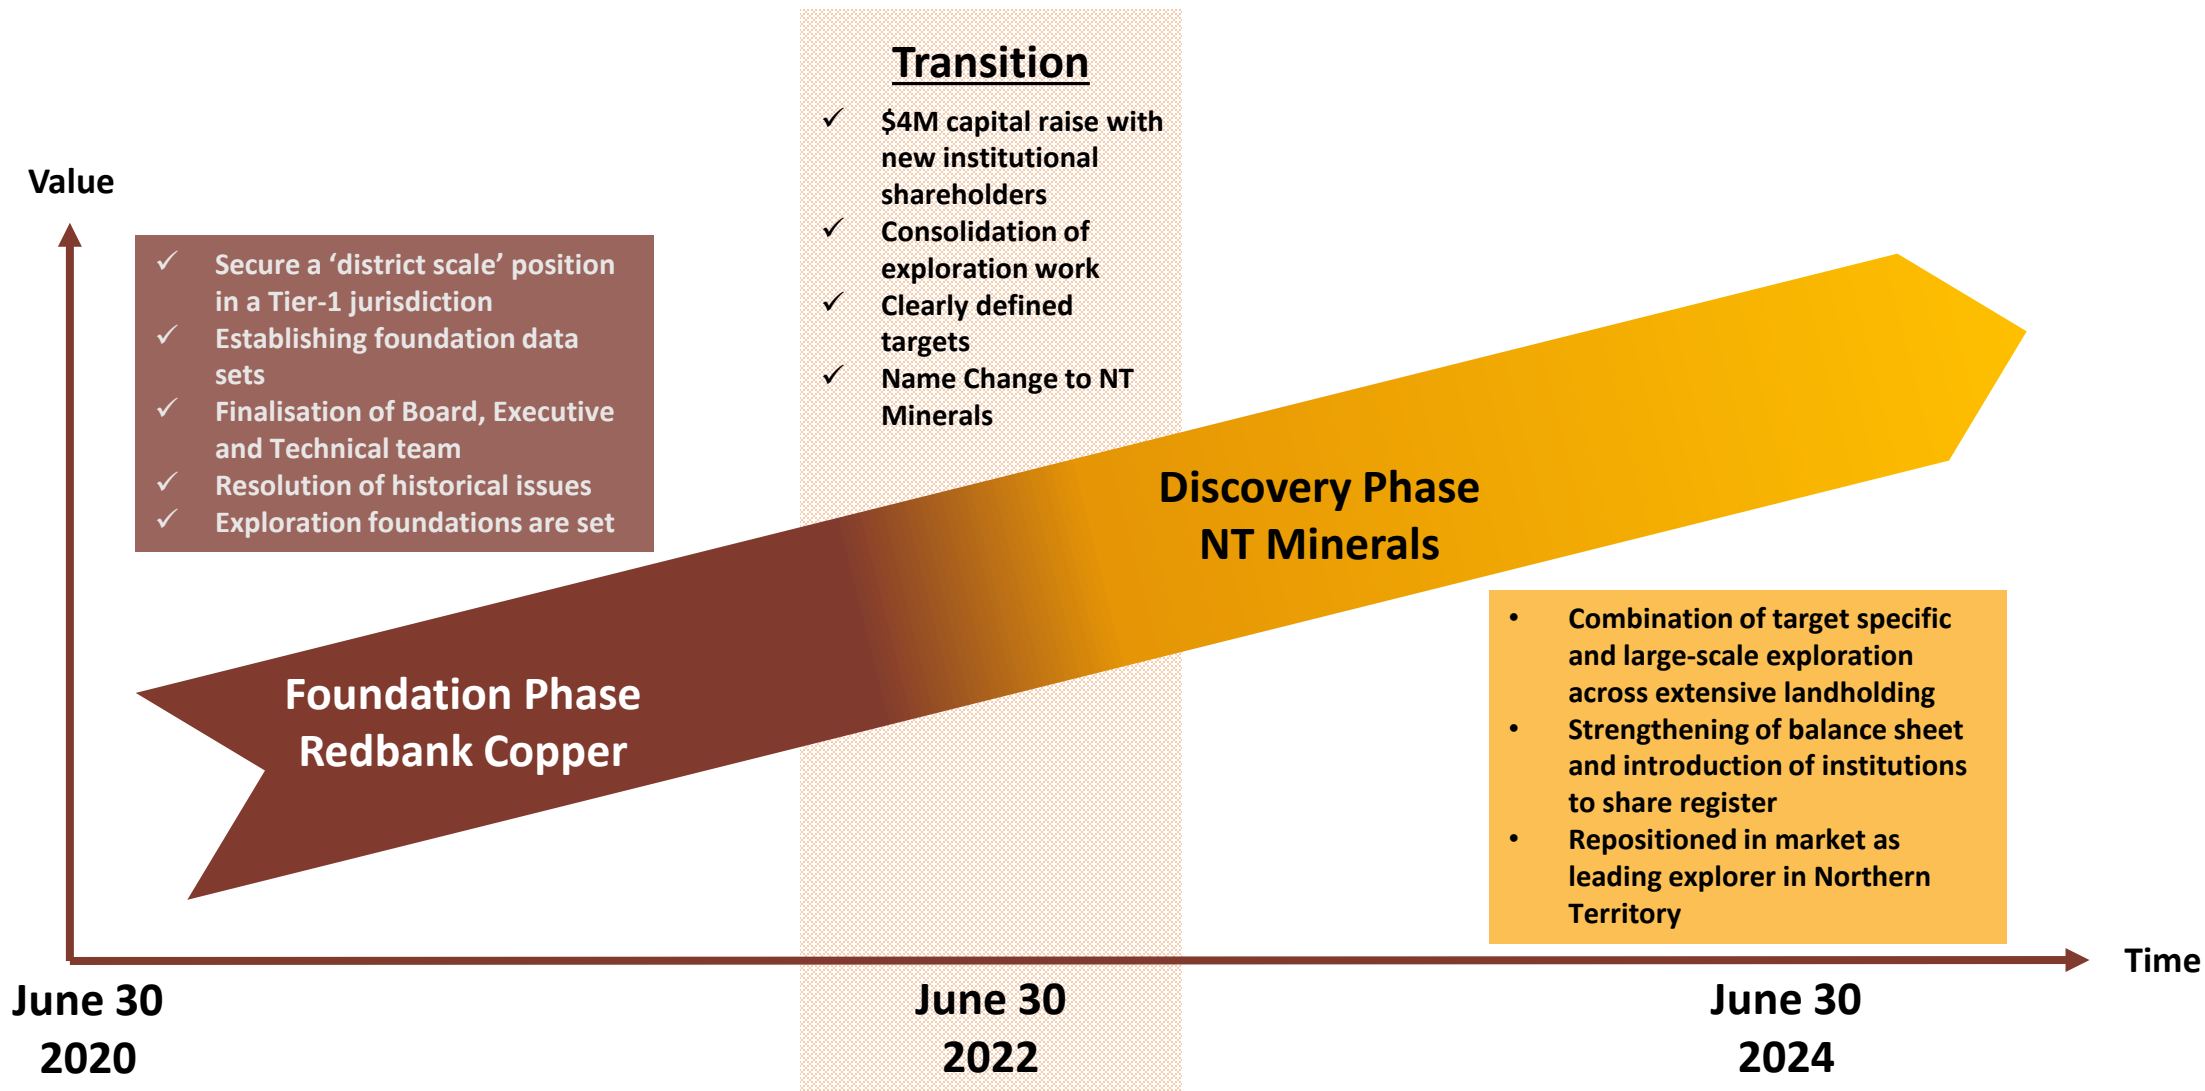 Transition
✓ $4M capital raise with
new institutional
shareholders
✓ Consolidation of
exploration work
✓ Clearly defined
targets
✓ Name Change to NT
Minerals
Value
✓ Secure a ‘district scale’ position
in a Tier-1 jurisdiction
✓ Establishing foundation data
sets
✓ Finalisation of Board, Executive
and Technical team
✓ Resolution of historical issues
✓ Exploration foundations are set
Discovery Phase
NT Minerals
Foundation Phase
Redbank Copper
• Combination of target specific
and large-scale exploration
across extensive landholding
• Strengthening of balance sheet
and introduction of institutions
to share register
• Repositioned in market as
leading explorer in Northern
Territory
Time
June 30
2020
June 30
2022
June 30
2024